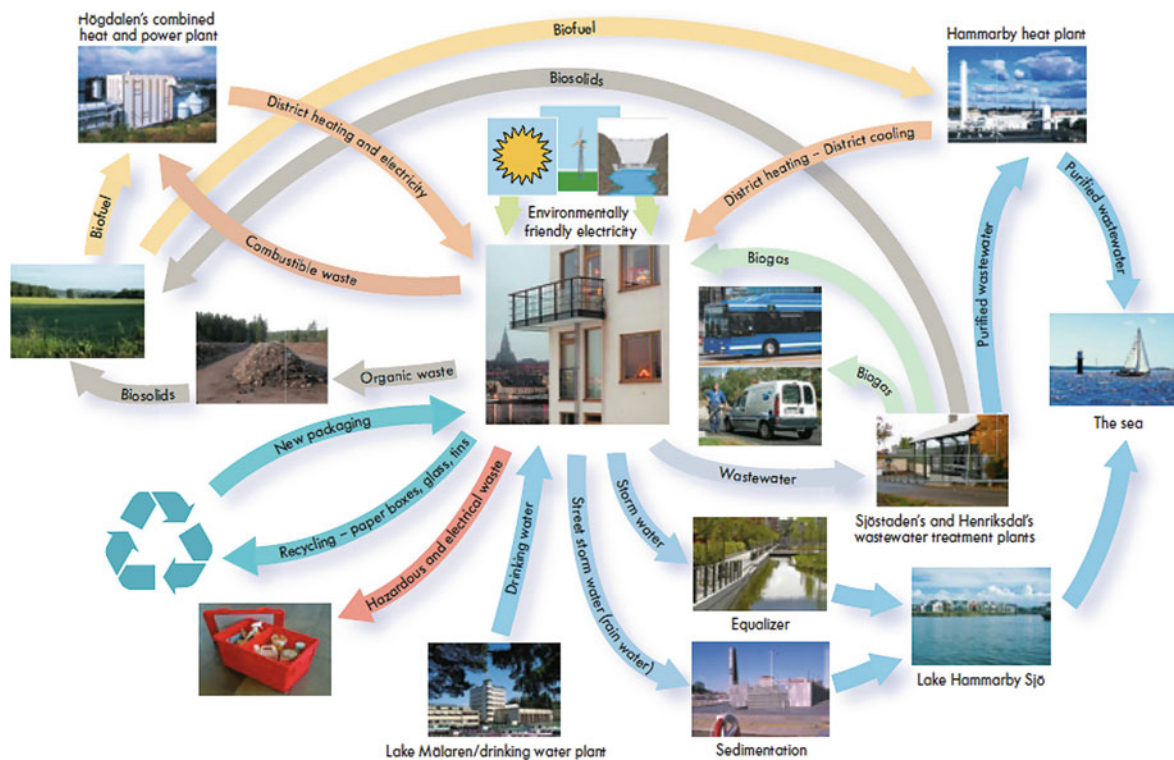 Högdalen's combined
heat and power plant
Biofuel
Hammarby heat plant
Biosolids
District heating and electricity
District heating – District cooling
Environmentally
friendly electricity
Biofuel
Combustible waste
Biogas
Purified wastewater
Purified wastewater
Biosolids
Organic waste
Biogas
The sea
New packaging
Wastewater
Recycling – paper boxes, glass, tins
Hazardous and electrical waste
Drinking water
Street storm water (rain water)
Storm water
Sjöstaden's and Henriksdal's
wastewater treatment plants
Equalizer
Lake Hammarby Sjö
Lake Mälaren/drinking water plant
Sedimentation